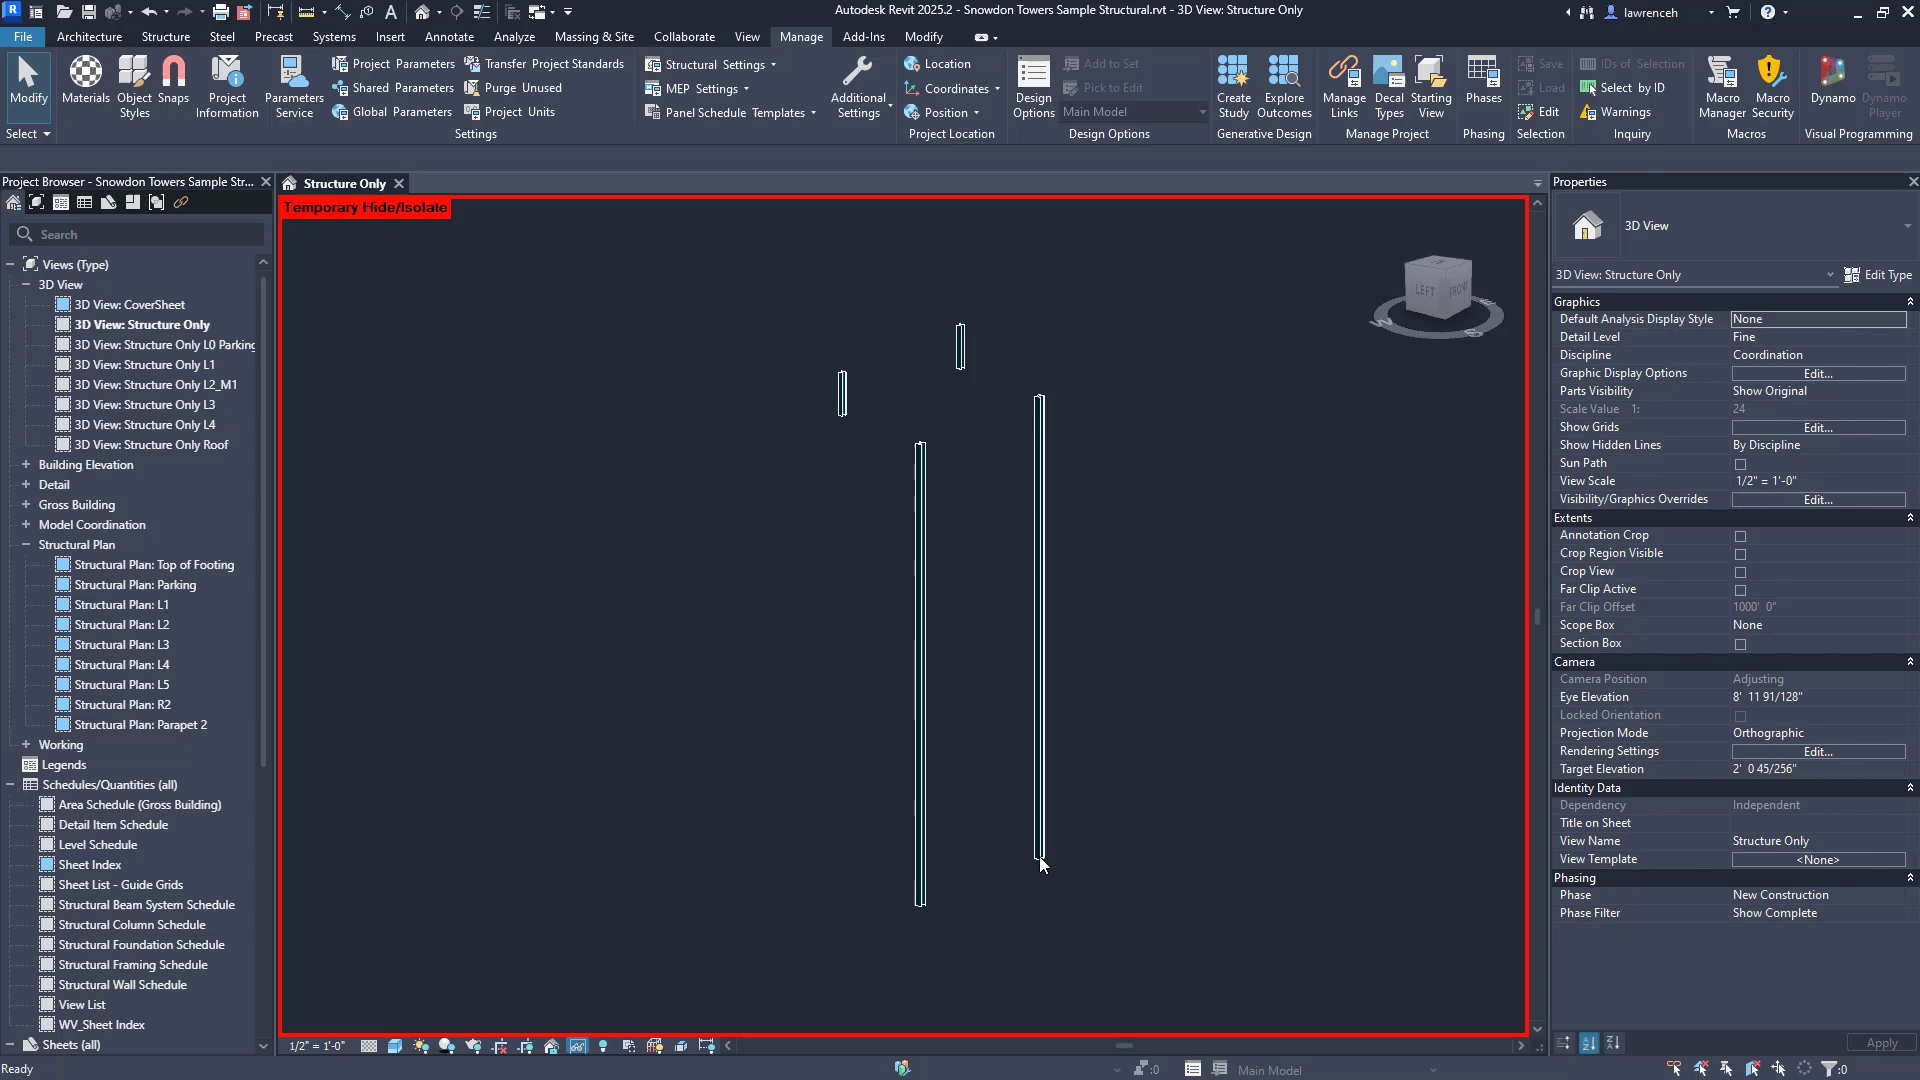 Autodesk Revit 2025.2 - Snowdon Towers Sample Structural.rvt - 3D View: Structure Only
lawrenceh
File Architecture Structure Steel Precast Systems Insert Annotate Analyze Massing & Site Collaborate View Manage Add-Ins Modify
Modify
Select
Materials
Object Styles
Snaps
Project Information
Parameters Service
Project Parameters
Shared Parameters
Global Parameters
Transfer Project Standards
Purge Unused
Project Units
Structural Settings
MEP Settings
Panel Schedule Templates
Additional Settings
Settings
Location
Coordinates
Position
Project Location
Design Options
Add to Set
Pick to Edit
Main Model
Design Options
Create Study
Explore Outcomes
Generative Design
Manage Links
Decal Types
Starting View
Manage Project
Phases
Phasing
Save
Load
Edit
Selection
IDs of Selection
Select by ID
Warnings
Inquiry
Macro Manager
Macro Security
Macros
Dynamo
Dynamo Player
Visual Programming
Project Browser - Snowdon Towers Sample Str...
Search
Views (Type)
3D View
3D View: CoverSheet
3D View: Structure Only
3D View: Structure Only L0 Parking
3D View: Structure Only L1
3D View: Structure Only L2_M1
3D View: Structure Only L3
3D View: Structure Only L4
3D View: Structure Only Roof
Building Elevation
Detail
Gross Building
Model Coordination
Structural Plan
Structural Plan: Top of Footing
Structural Plan: Parking
Structural Plan: L1
Structural Plan: L2
Structural Plan: L3
Structural Plan: L4
Structural Plan: L5
Structural Plan: R2
Structural Plan: Parapet 2
Working
Legends
Schedules/Quantities (all)
Area Schedule (Gross Building)
Detail Item Schedule
Level Schedule
Sheet Index
Sheet List - Guide Grids
Structural Beam System Schedule
Structural Column Schedule
Structural Foundation Schedule
Structural Framing Schedule
Structural Wall Schedule
View List
WV_Sheet Index
Sheets (all)
Structure Only
Temporary Hide/Isolate
LEFT FRONT
W S
1/2" = 1'-0"
Properties
3D View
3D View: Structure Only Edit Type
Graphics
Default Analysis Display Style None
Detail Level Fine
Discipline Coordination
Graphic Display Options Edit...
Parts Visibility Show Original
Scale Value 1: 24
Show Grids Edit...
Show Hidden Lines By Discipline
Sun Path
View Scale 1/2" = 1'-0"
Visibility/Graphics Overrides Edit...
Extents
Annotation Crop
Crop Region Visible
Crop View
Far Clip Active
Far Clip Offset 1000' 0"
Scope Box None
Section Box
Camera
Camera Position Adjusting
Eye Elevation 8' 11 91/128"
Locked Orientation
Projection Mode Orthographic
Rendering Settings Edit...
Target Elevation 2' 0 45/256"
Identity Data
Dependency Independent
Title on Sheet
View Name Structure Only
View Template <None>
Phasing
Phase New Construction
Phase Filter Show Complete
Apply
Ready
:0
Main Model
:0